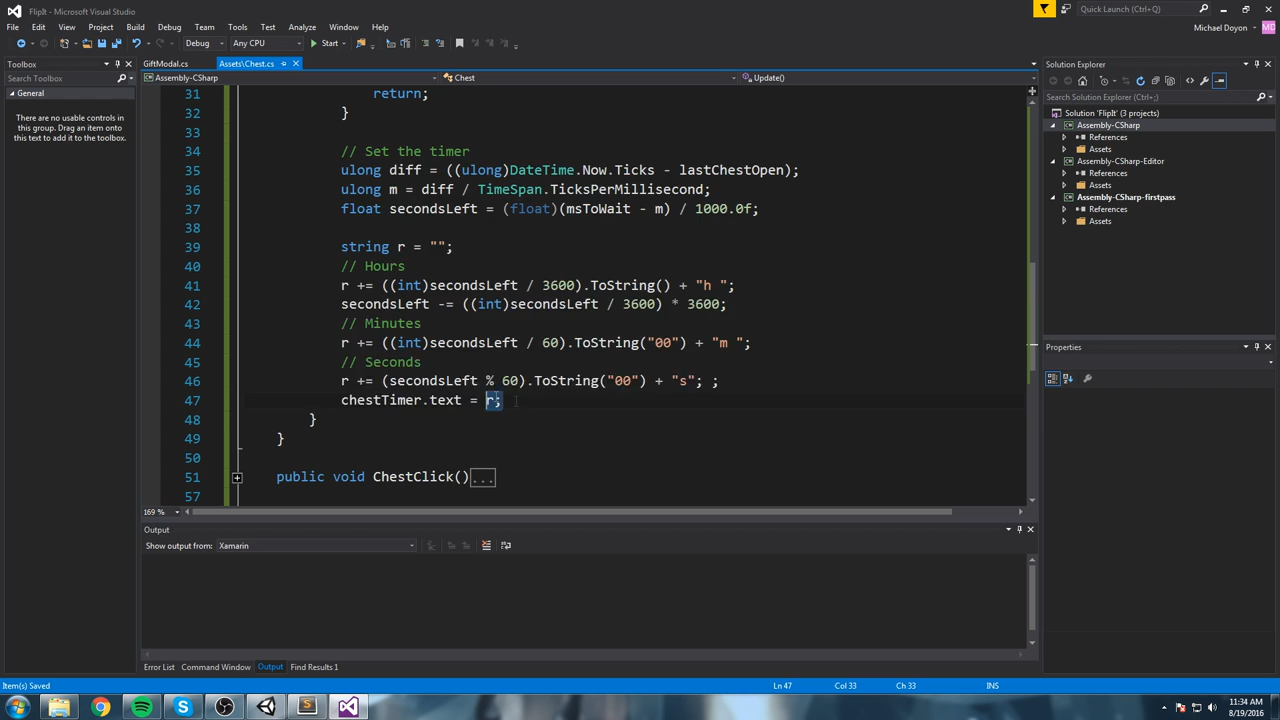 FlipIt - Microsoft Visual Studio
Quick Launch (Ctrl+Q)
File Edit View Project Build Debug Team Tools Test Analyze Window Help
Michael Doyon MD
Debug Any CPU Start
Toolbox
GiftModal.cs Assets\Chest.cs
Solution Explorer
Search Toolbox
Assembly-CSharp Chest Update()
General
There are no usable controls in
this group. Drag an item onto
this text to add it to the toolbox.
31 return;
32 }
33
34 // Set the timer
35 ulong diff = ((ulong)DateTime.Now.Ticks - lastChestOpen);
36 ulong m = diff / TimeSpan.TicksPerMillisecond;
37 float secondsLeft = (float)(msToWait - m) / 1000.0f;
38
39 string r = "";
40 // Hours
41 r += ((int)secondsLeft / 3600).ToString() + "h ";
42 secondsLeft -= ((int)secondsLeft / 3600) * 3600;
43 // Minutes
44 r += ((int)secondsLeft / 60).ToString("00") + "m ";
45 // Seconds
46 r += (secondsLeft % 60).ToString("00") + "s"; ;
47 chestTimer.text = r;
48 }
49 }
50
51 public void ChestClick()...
57
169 %
Search Solution Explorer (Ctrl+;)
Solution 'FlipIt' (3 projects)
Assembly-CSharp
References
Assets
Assembly-CSharp-Editor
References
Assets
Assembly-CSharp-firstpass
References
Assets
Properties
Output
Show output from: Xamarin
Error List Command Window Output Find Results 1
Item(s) Saved Ln 47 Col 33 Ch 33 INS
11:34 AM
8/19/2016